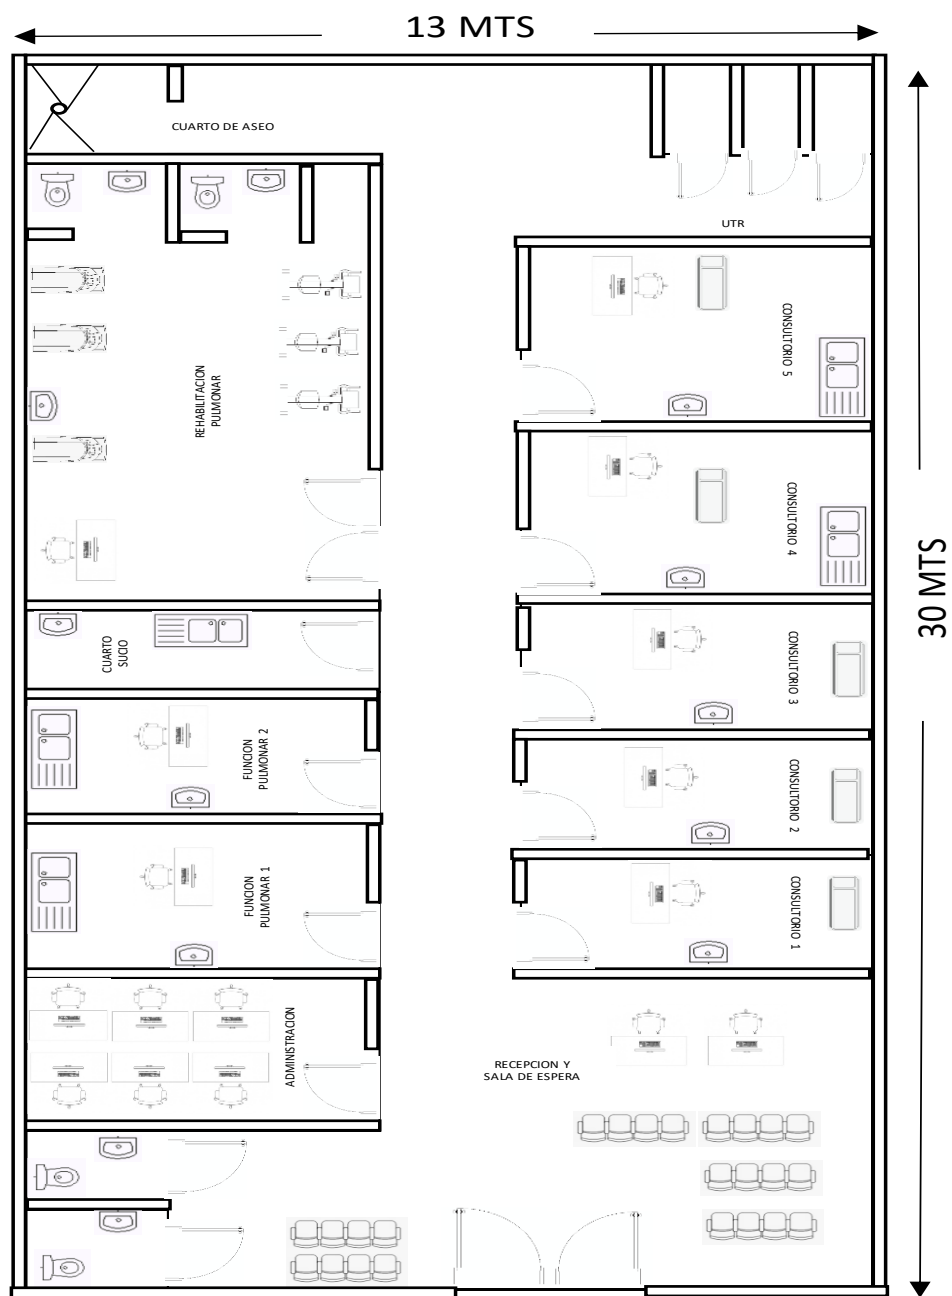 13 MTS
30 MTS
CUARTO DE ASEO
UTR
REHABILITACION
PULMONAR
CONSULTORIO 5
CONSULTORIO 4
CUARTO
SUCIO
CONSULTORIO 3
FUNCION
PULMONAR 2
CONSULTORIO 2
FUNCION
PULMONAR 1
CONSULTORIO 1
ADMINISTRACION
RECEPCION Y
SALA DE ESPERA